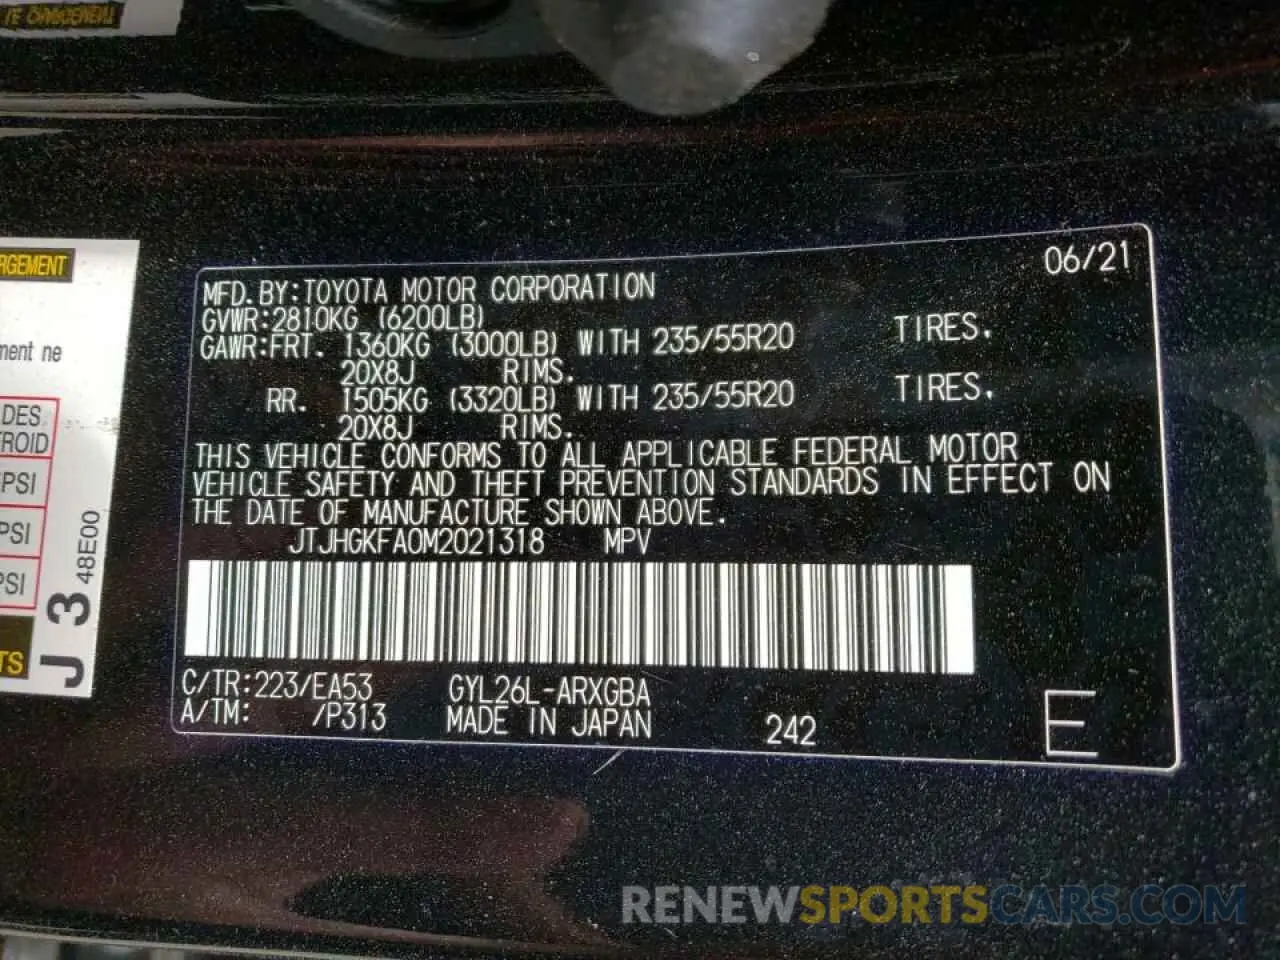 RGEMENT
ment ne
DES
TROID
PSI
PSI
PSI
TS
J 3
48E00
06/21
MFD.BY:TOYOTA MOTOR CORPORATION
GVWR:2810KG (6200LB)
GAWR:FRT. 1360KG (3000LB) WITH 235/55R20 TIRES,
20X8J RIMS.
RR. 1505KG (3320LB) WITH 235/55R20 TIRES,
20X8J RIMS.
THIS VEHICLE CONFORMS TO ALL APPLICABLE FEDERAL MOTOR
VEHICLE SAFETY AND THEFT PREVENTION STANDARDS IN EFFECT ON
THE DATE OF MANUFACTURE SHOWN ABOVE.
JTJHGKFA0M2021318 MPV
C/TR:223/EA53 GYL26L-ARXGBA
A/TM: /P313 MADE IN JAPAN 242 E
RENEWSPORTSCARS.COM